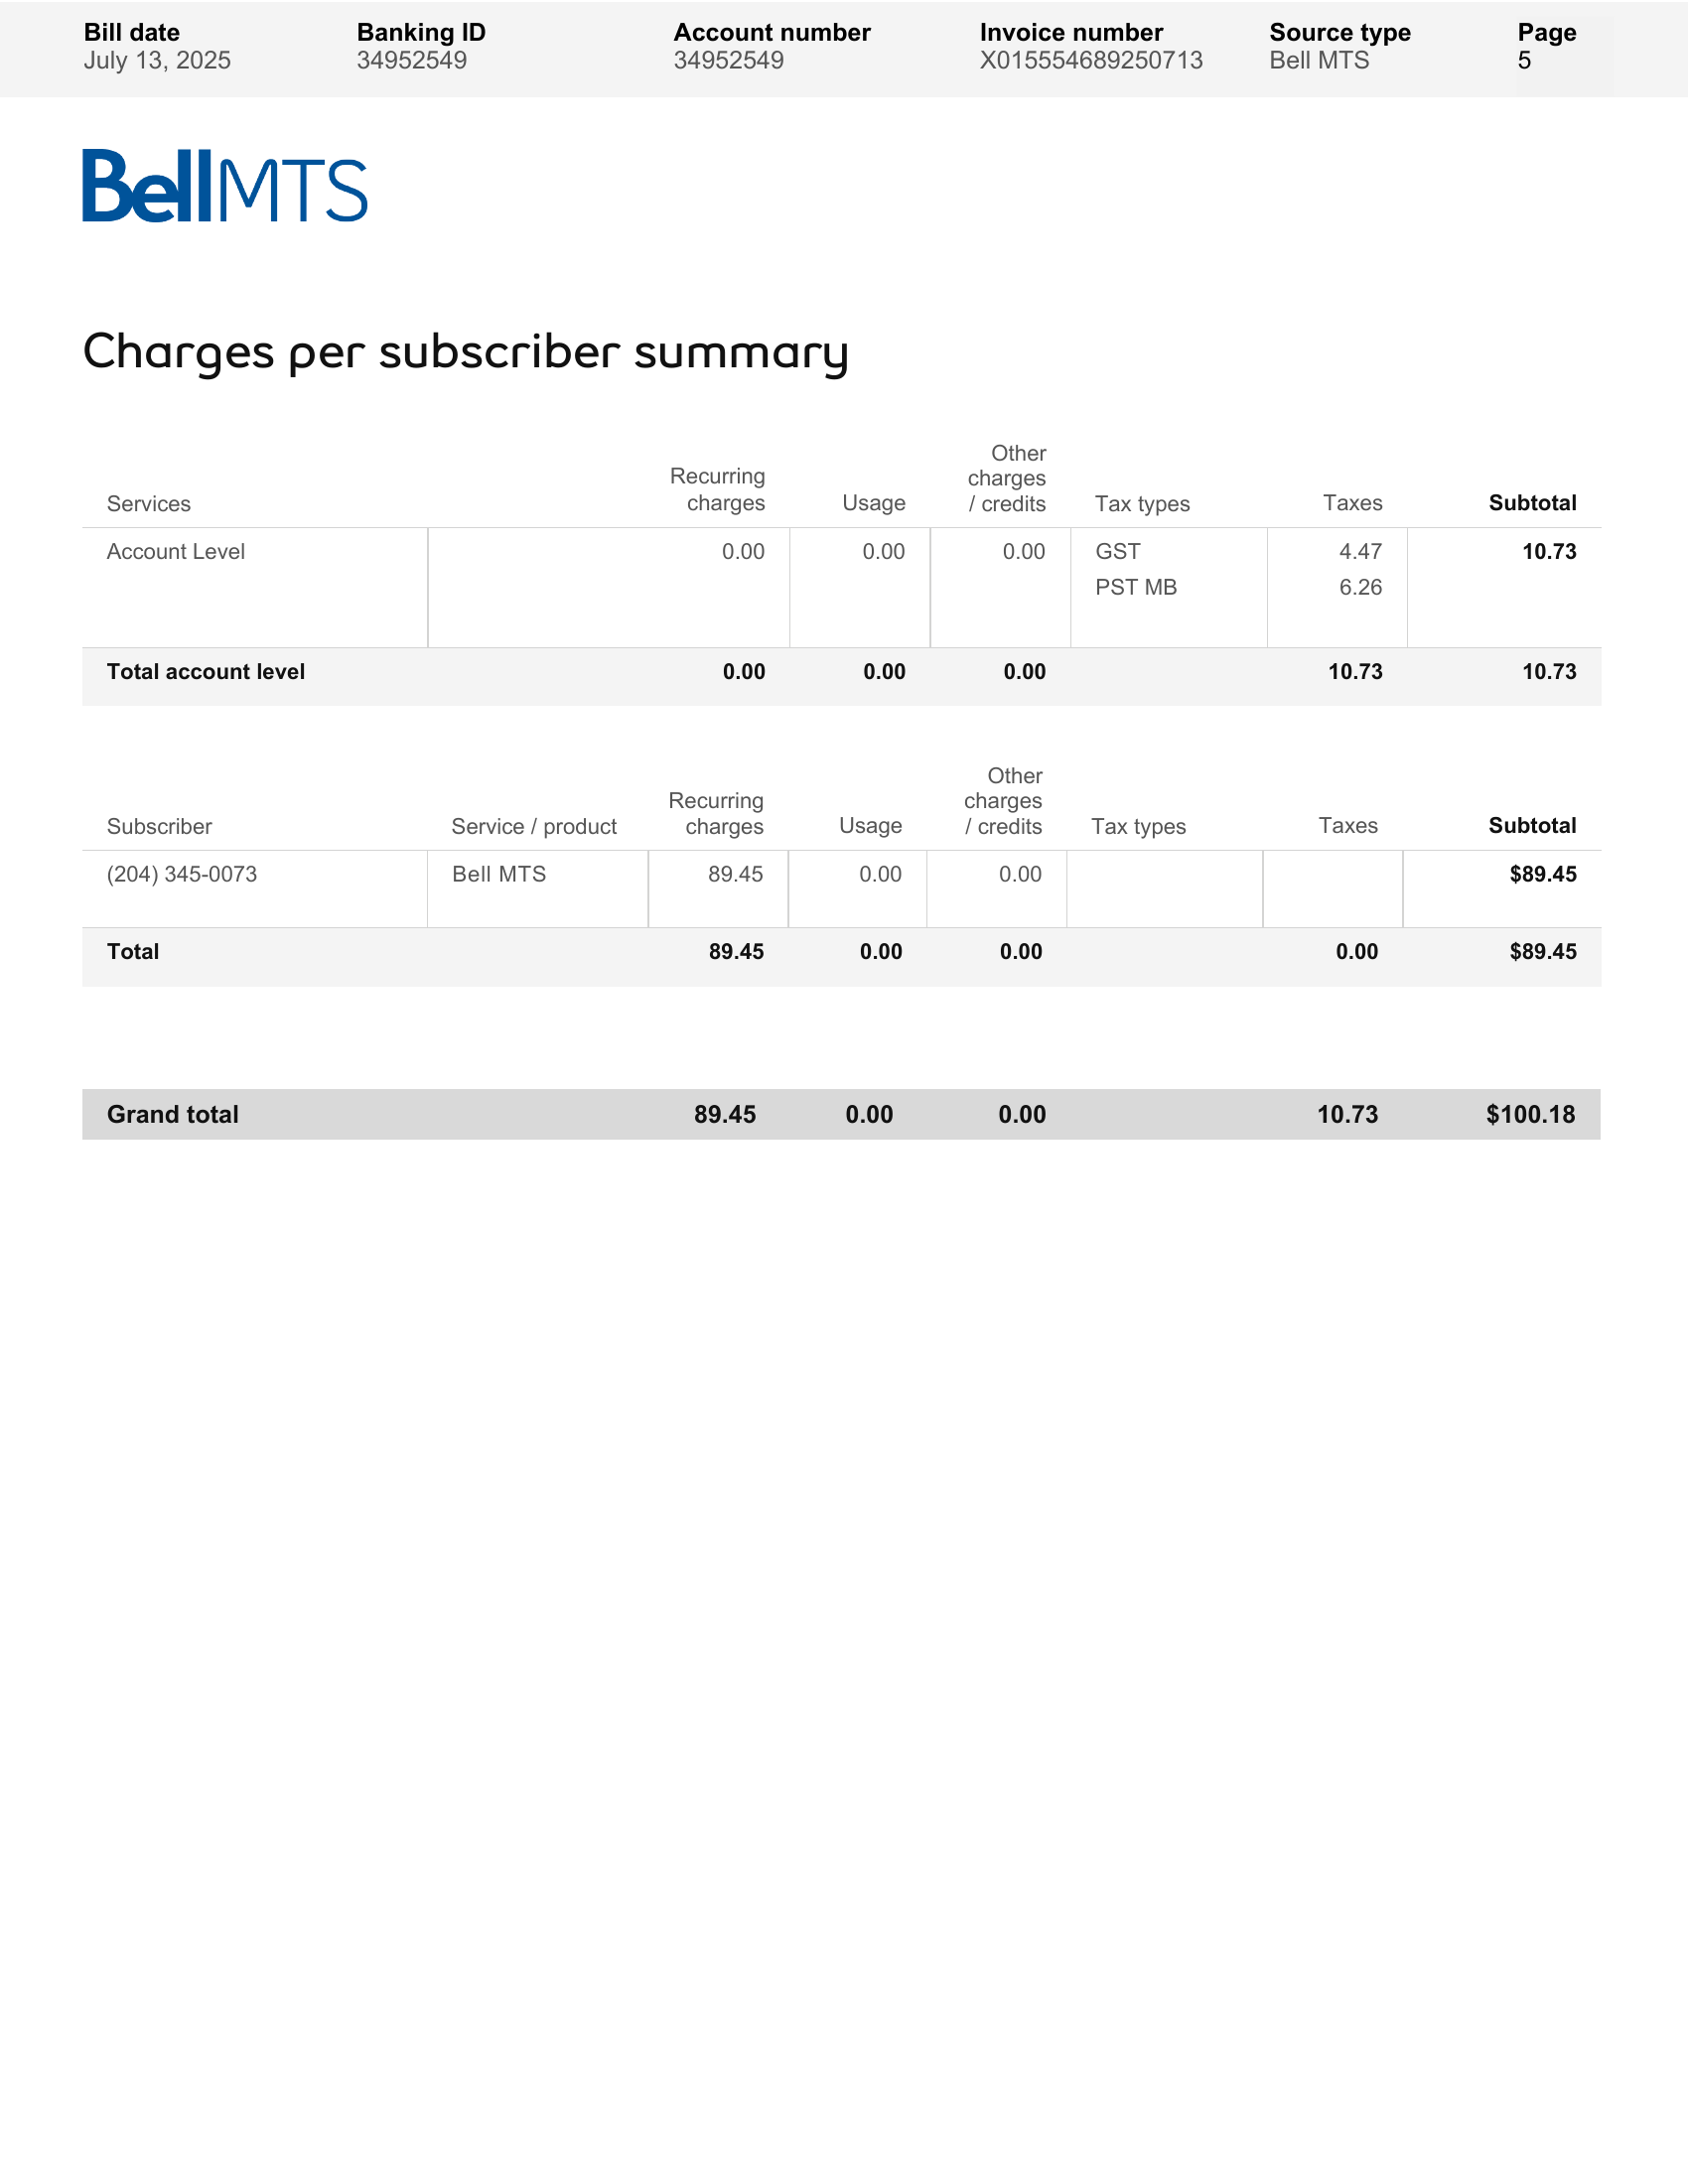 Bill date Banking ID Account number Invoice number Source type Page
July 13, 2025 34952549 34952549 X015554689250713 Bell MTS 5
Bell MTS
Charges per subscriber summary
Services Recurring charges Usage Other charges / credits Tax types Taxes Subtotal
Account Level 0.00 0.00 0.00 GST 4.47 10.73
PST MB 6.26
Total account level 0.00 0.00 0.00 10.73 10.73
Subscriber Service / product Recurring charges Usage Other charges / credits Tax types Taxes Subtotal
(204) 345-0073 Bell MTS 89.45 0.00 0.00 $89.45
Total 89.45 0.00 0.00 0.00 $89.45
Grand total 89.45 0.00 0.00 10.73 $100.18